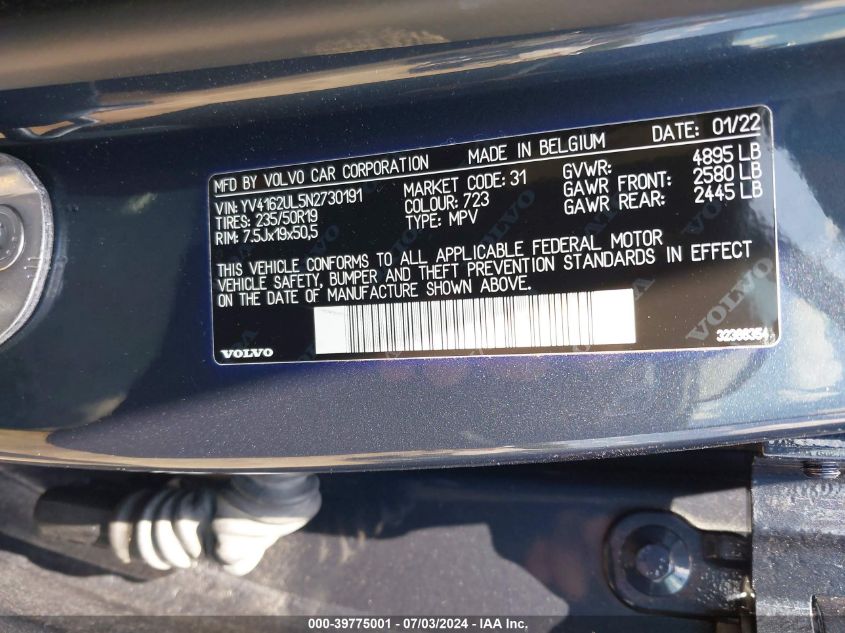 MFD BY VOLVO CAR CORPORATION MADE IN BELGIUM DATE: 01/22
VIN: YV4162UL5N2730191 MARKET CODE: 31 GVWR: 4895 LB
TIRES: 235/50R19 COLOUR: 723 GAWR FRONT: 2580 LB
RIM: 7.5Jx19x50,5 TYPE: MPV GAWR REAR: 2445 LB
THIS VEHICLE CONFORMS TO ALL APPLICABLE FEDERAL MOTOR
VEHICLE SAFETY, BUMPER AND THEFT PREVENTION STANDARDS IN EFFECT
ON THE DATE OF MANUFACTURE SHOWN ABOVE.
VOLVO
VOLVO 32386354
000-39775001 - 07/03/2024 - IAA Inc.